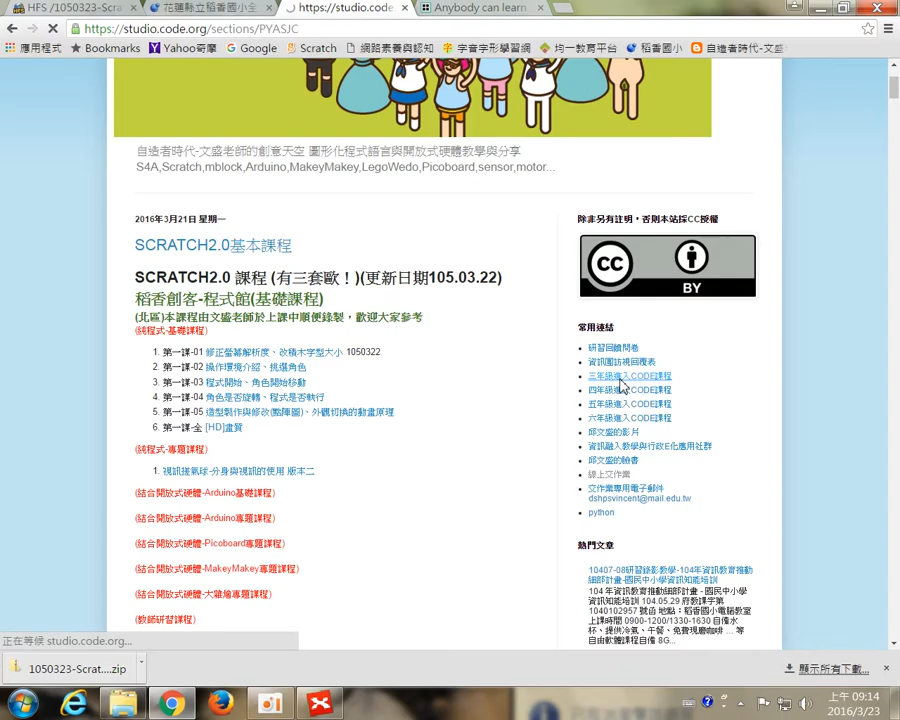 HFS /1050323-Scra
花蓮縣立稻香國小全
https://studio.code
Anybody can learn
https://studio.code.org/sections/PYASJC
應用程式
Bookmarks
Yahoo奇摩
Google
Scratch
網路素養與認知
字音字形學習網
均一教育平台
稻香國小
自造者時代-文盛
自造者時代-文盛老師的創意天空 圖形化程式語言與開放式硬體教學與分享
S4A,Scratch,mblock,Arduino,MakeyMakey,LegoWedo,Picoboard,sensor,motor...
2016年3月21日 星期一
SCRATCH2.0基本課程
SCRATCH2.0 課程 (有三套歐！)(更新日期105.03.22)
稻香創客-程式館(基礎課程)
(北區)本課程由文盛老師於上課中順便錄製，歡迎大家參考
(純程式-基礎課程)
1. 第一課-01 修正螢幕解析度、改積木字型大小 1050322
2. 第一課-02 操作環境介紹、挑選角色
3. 第一課-03 程式開始、角色開始移動
4. 第一課-04 角色是否旋轉、程式是否執行
5. 第一課-05 造型製作與修改(點陣圖)、外觀切換的動畫原理
6. 第一課-全 [HD]畫質
(純程式-專題課程)
1. 視訊搓氣球-分身與視訊的使用 版本二
(結合開放式硬體-Arduino基礎課程)
(結合開放式硬體-Arduino專題課程)
(結合開放式硬體-Picoboard專題課程)
(結合開放式硬體-MakeyMakey專題課程)
(結合開放式硬體-大雜燴專題課程)
(教師研習課程)
除非另有註明，否則本站採CC授權
CC
BY
常用連結
研習回饋問卷
資訊團訪視回覆表
三年級進入CODE課程
四年級進入CODE課程
五年級進入CODE課程
六年級進入CODE課程
邱文盛的影片
資訊融入教學與行政E化應用社群
邱文盛的臉書
線上交作業
交作業專用電子郵件
dshpsvincent@mail.edu.tw
python
熱門文章
10407-08研習錄影教學-104年資訊教育推動
細部計畫-國民中小學資訊知能培訓
104 年資訊教育推動細部計畫 - 國民中小學
資訊知能培訓 104.05.29 府教課字第
1040102957 號函 地點：稻香國小電腦教室
上課時間 0900-1200/1330-1630 自備水
杯、提供冷氣、午餐、免費現磨咖啡 ... 等
自由軟體課程自備 8G...
正在等候 studio.code.org...
1050323-Scrat....zip
顯示所有下載...
上午 09:14
2016/3/23